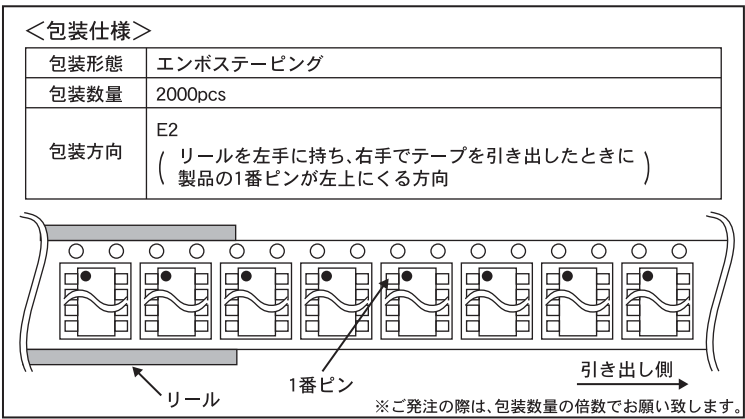 ＜包装仕様＞
包装形態 エンボステーピング
包装数量 2000pcs
包装方向 E2
( リールを左手に持ち、右手でテープを引き出したときに
製品の1番ピンが左上にくる方向 )
引き出し側
1番ピン
リール
※ご発注の際は、包装数量の倍数でお願い致します。